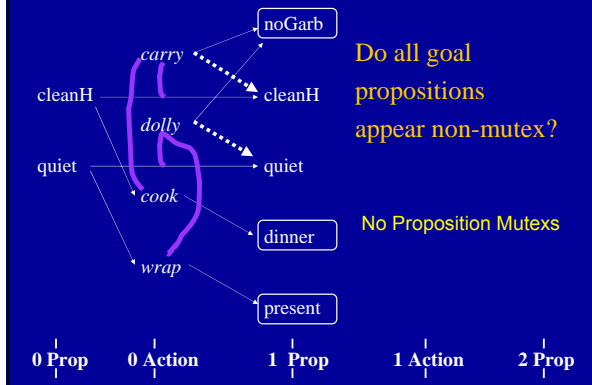 noGarb
carry
Do all goal
propositions
appear non-mutex?
cleanH
cleanH
dolly
quiet
quiet
cook
No Proposition Mutexs
dinner
wrap
present
0 Prop 0 Action 1 Prop 1 Action 2 Prop